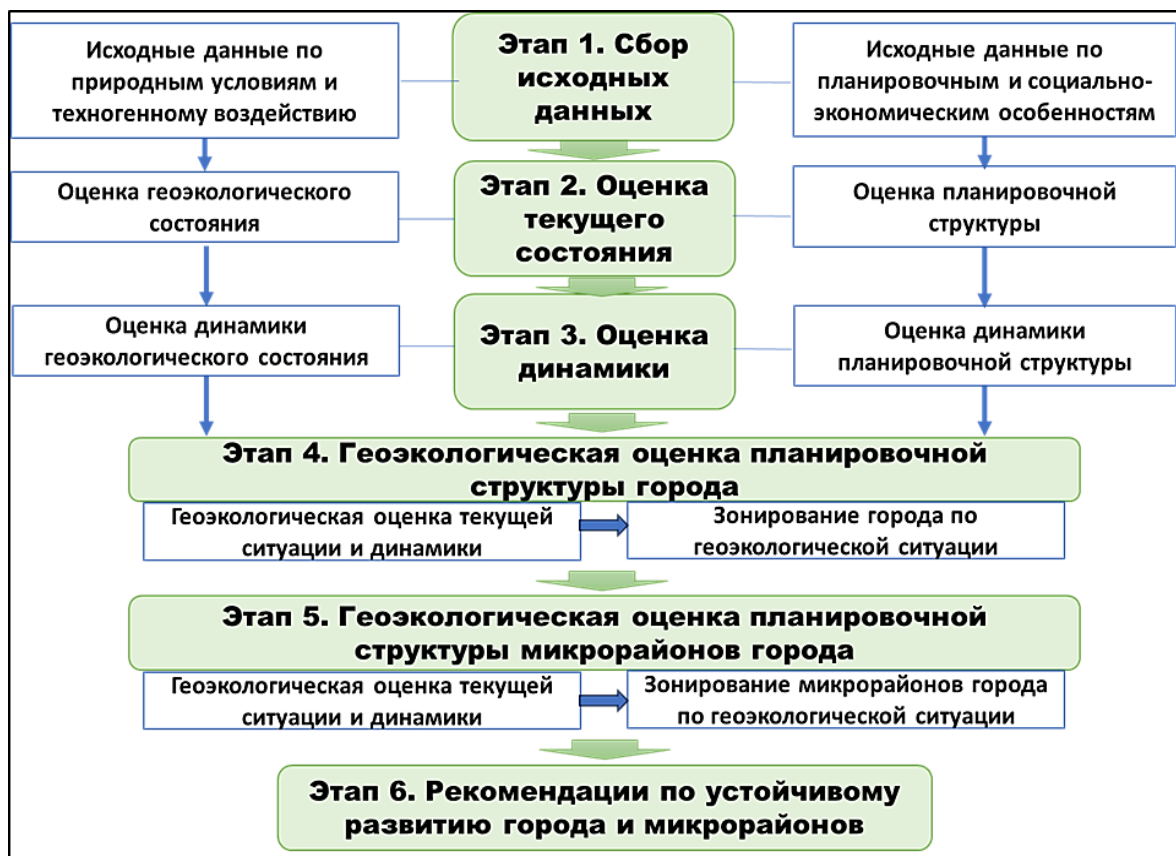 Исходные данные по
природным условиям и
техногенному воздействию
Этап 1. Сбор
исходных
данных
Исходные данные по
планировочным и социально-
экономическим особенностям
Оценка геоэкологического
состояния
Этап 2. Оценка
текущего
состояния
Оценка планировочной
структуры
Оценка динамики
геоэкологического состояния
Этап 3. Оценка
динамики
Оценка динамики
планировочной структуры
Этап 4. Геоэкологическая оценка планировочной
структуры города
Геоэкологическая оценка текущей
ситуации и динамики
Зонирование города по
геоэкологической ситуации
Этап 5. Геоэкологическая оценка планировочной
структуры микрорайонов города
Геоэкологическая оценка текущей
ситуации и динамики
Зонирование микрорайонов города
по геоэкологической ситуации
Этап 6. Рекомендации по устойчивому
развитию города и микрорайонов